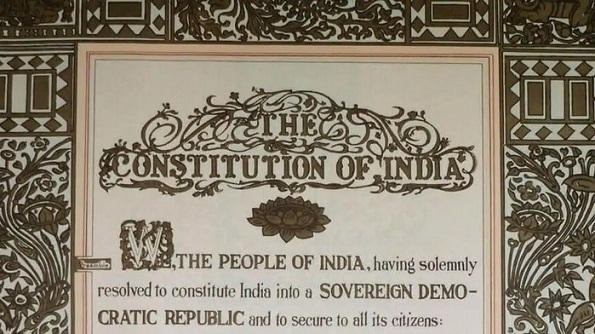 THE
CONSTITUTION OF INDIA
WE, THE PEOPLE OF INDIA, having solemnly
resolved to constitute India into a SOVEREIGN DEMO-
CRATIC REPUBLIC and to secure to all its citizens: